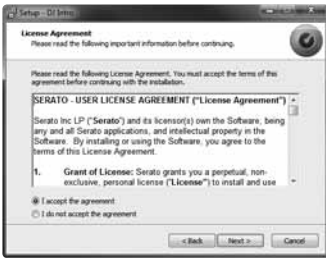 Setup - DJ Intro
License Agreement
Please read the following important information before continuing.
Please read the following License Agreement. You must accept the terms of this
agreement before continuing with the installation.
SERATO - USER LICENSE AGREEMENT ("License Agreement")
Serato Inc LP ("Serato") and its licensor(s) own the Software, being
any and all Serato applications, and intellectual property in the
Software. By installing or using the Software, you agree to the
terms of this License Agreement.
1. Grant of License: Serato grants you a perpetual, non-
exclusive, personal license ("License") to install and use
I accept the agreement
I do not accept the agreement
< Back Next > Cancel